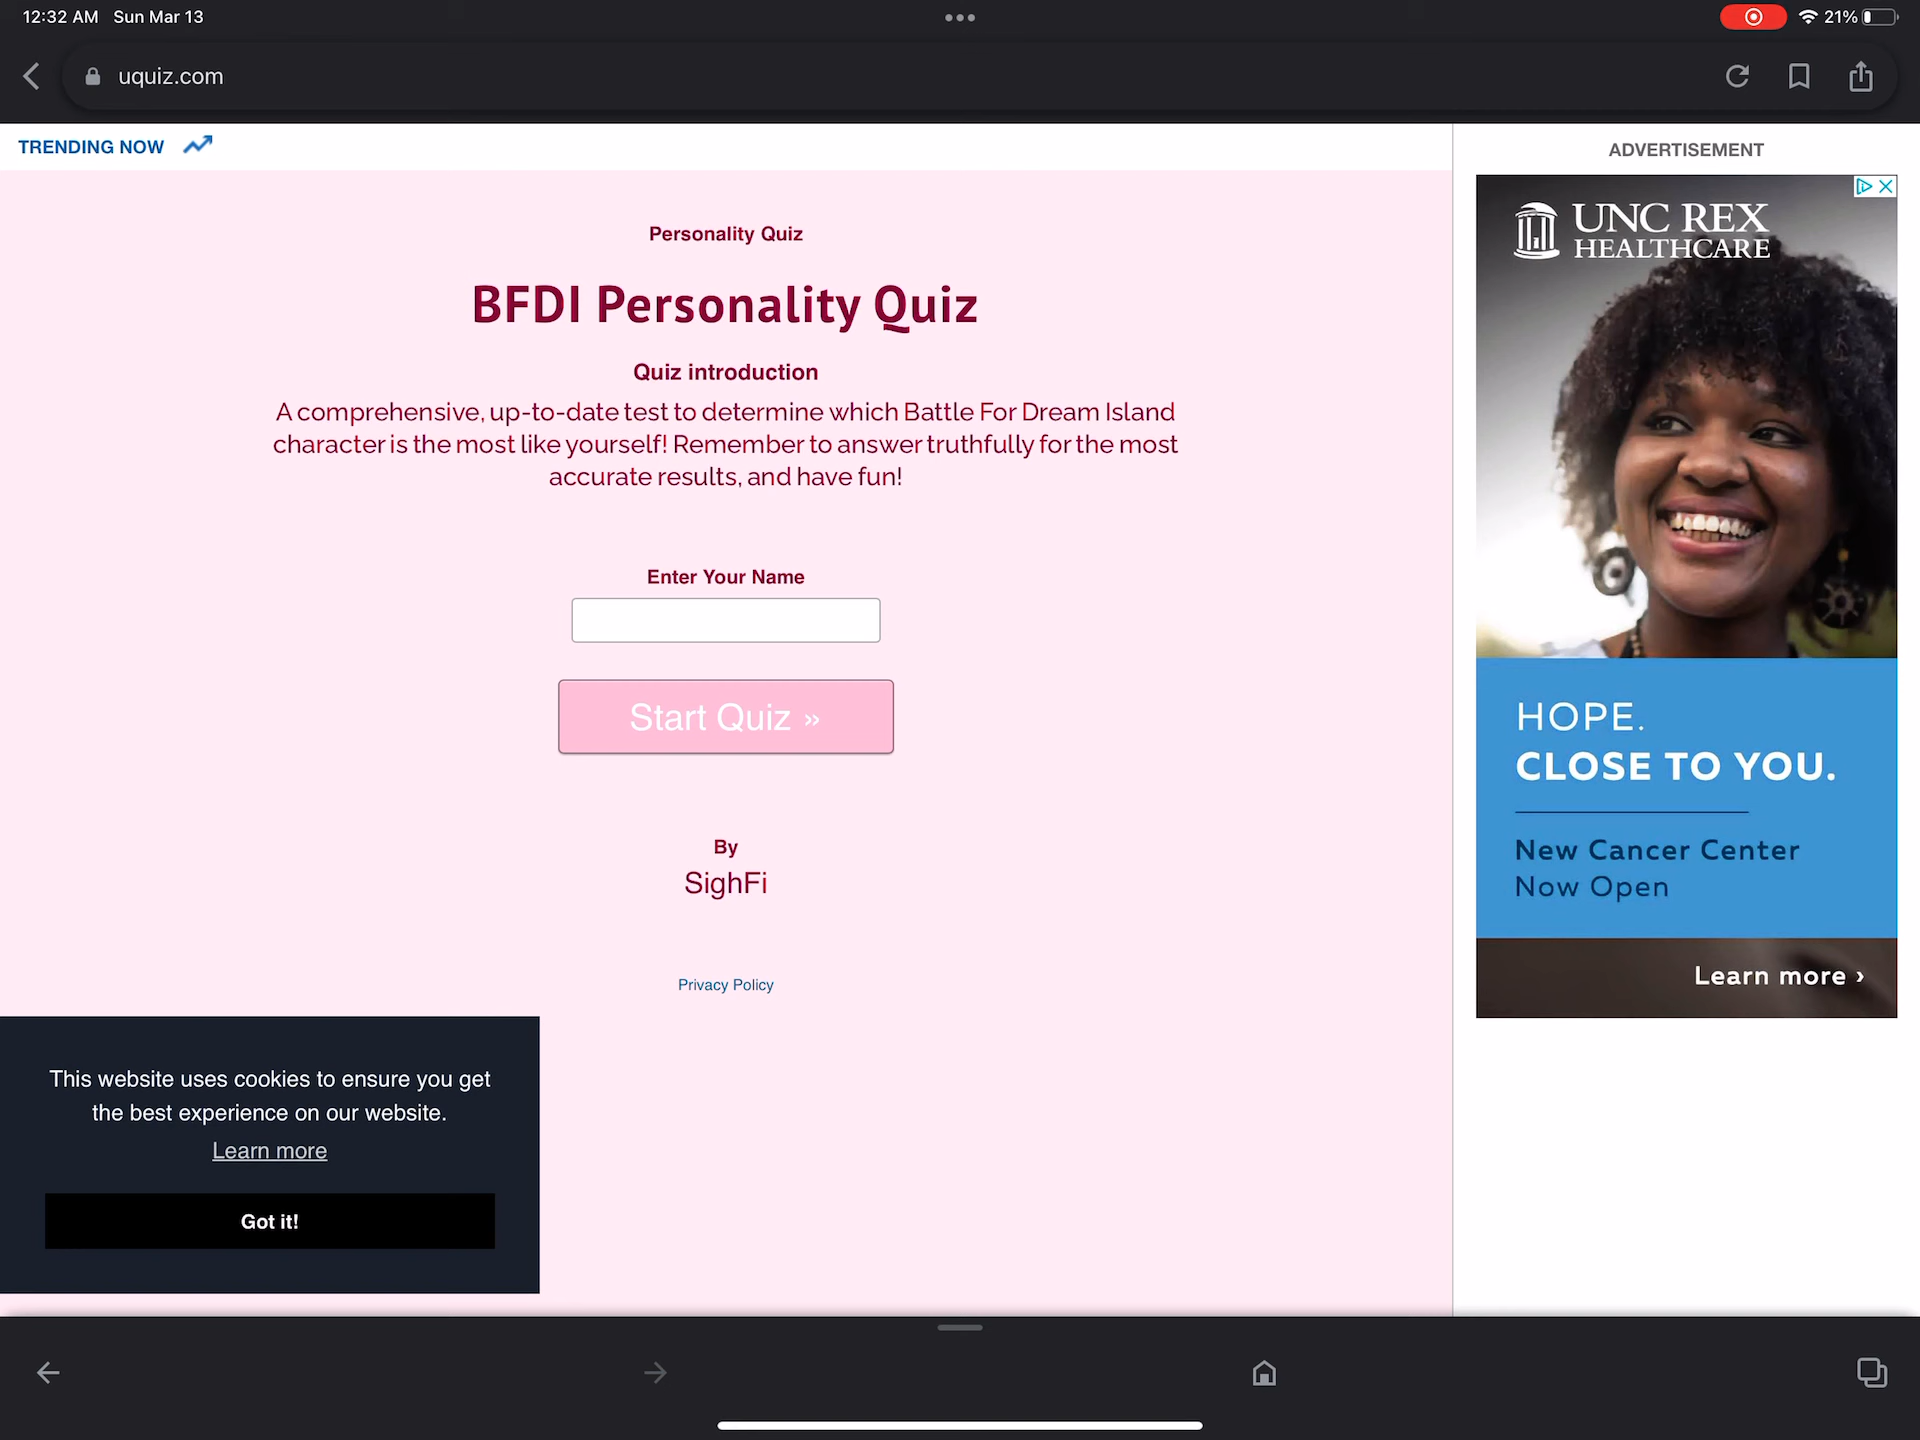 12:32 AM Sun Mar 13
21%
uquiz.com
TRENDING NOW
Personality Quiz
BFDI Personality Quiz
Quiz introduction
A comprehensive, up-to-date test to determine which Battle For Dream Island
character is the most like yourself! Remember to answer truthfully for the most
accurate results, and have fun!
Enter Your Name
Start Quiz »
By
SighFi
Privacy Policy
This website uses cookies to ensure you get
the best experience on our website.
Learn more
Got it!
ADVERTISEMENT
UNC REX
HEALTHCARE
HOPE.
CLOSE TO YOU.
New Cancer Center
Now Open
Learn more ›